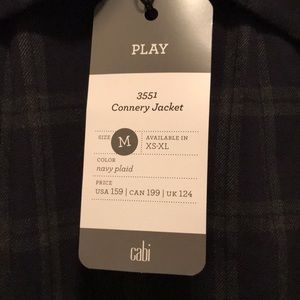 PLAY
3551
Connery Jacket
SIZE M AVAILABLE IN
XS-XL
COLOR
navy plaid
PRICE
USA 159 | CAN 199 | UK 124
cabi